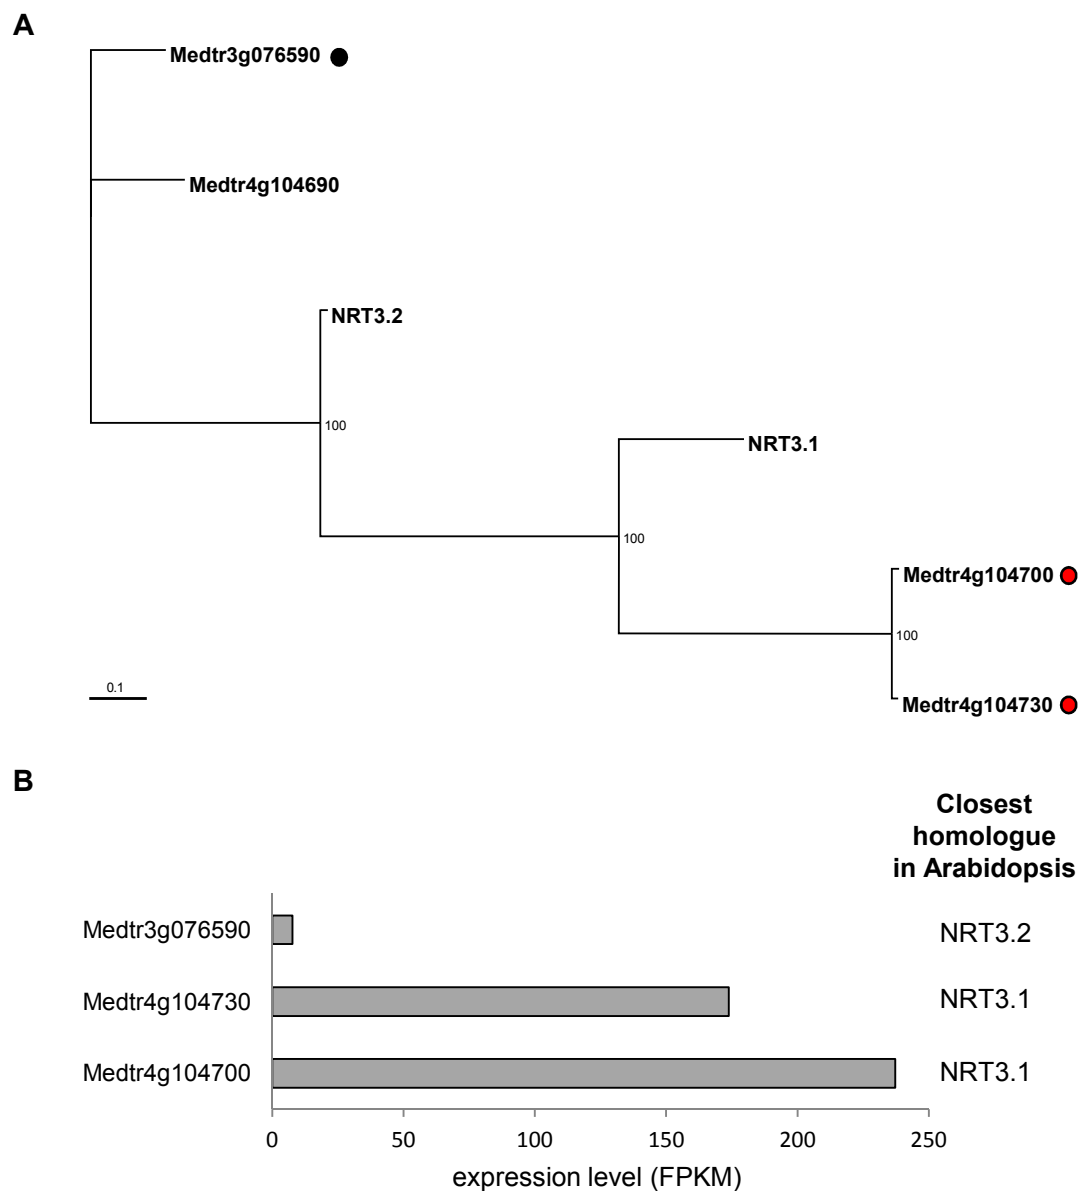 A
Medtr3g076590
Medtr4g104690
NRT3.2
100
NRT3.1
100
Medtr4g104700
100
0.1
Medtr4g104730
B
Closest
homologue
in Arabidopsis
Medtr3g076590 NRT3.2
Medtr4g104730 NRT3.1
Medtr4g104700 NRT3.1
0 50 100 150 200 250
expression level (FPKM)